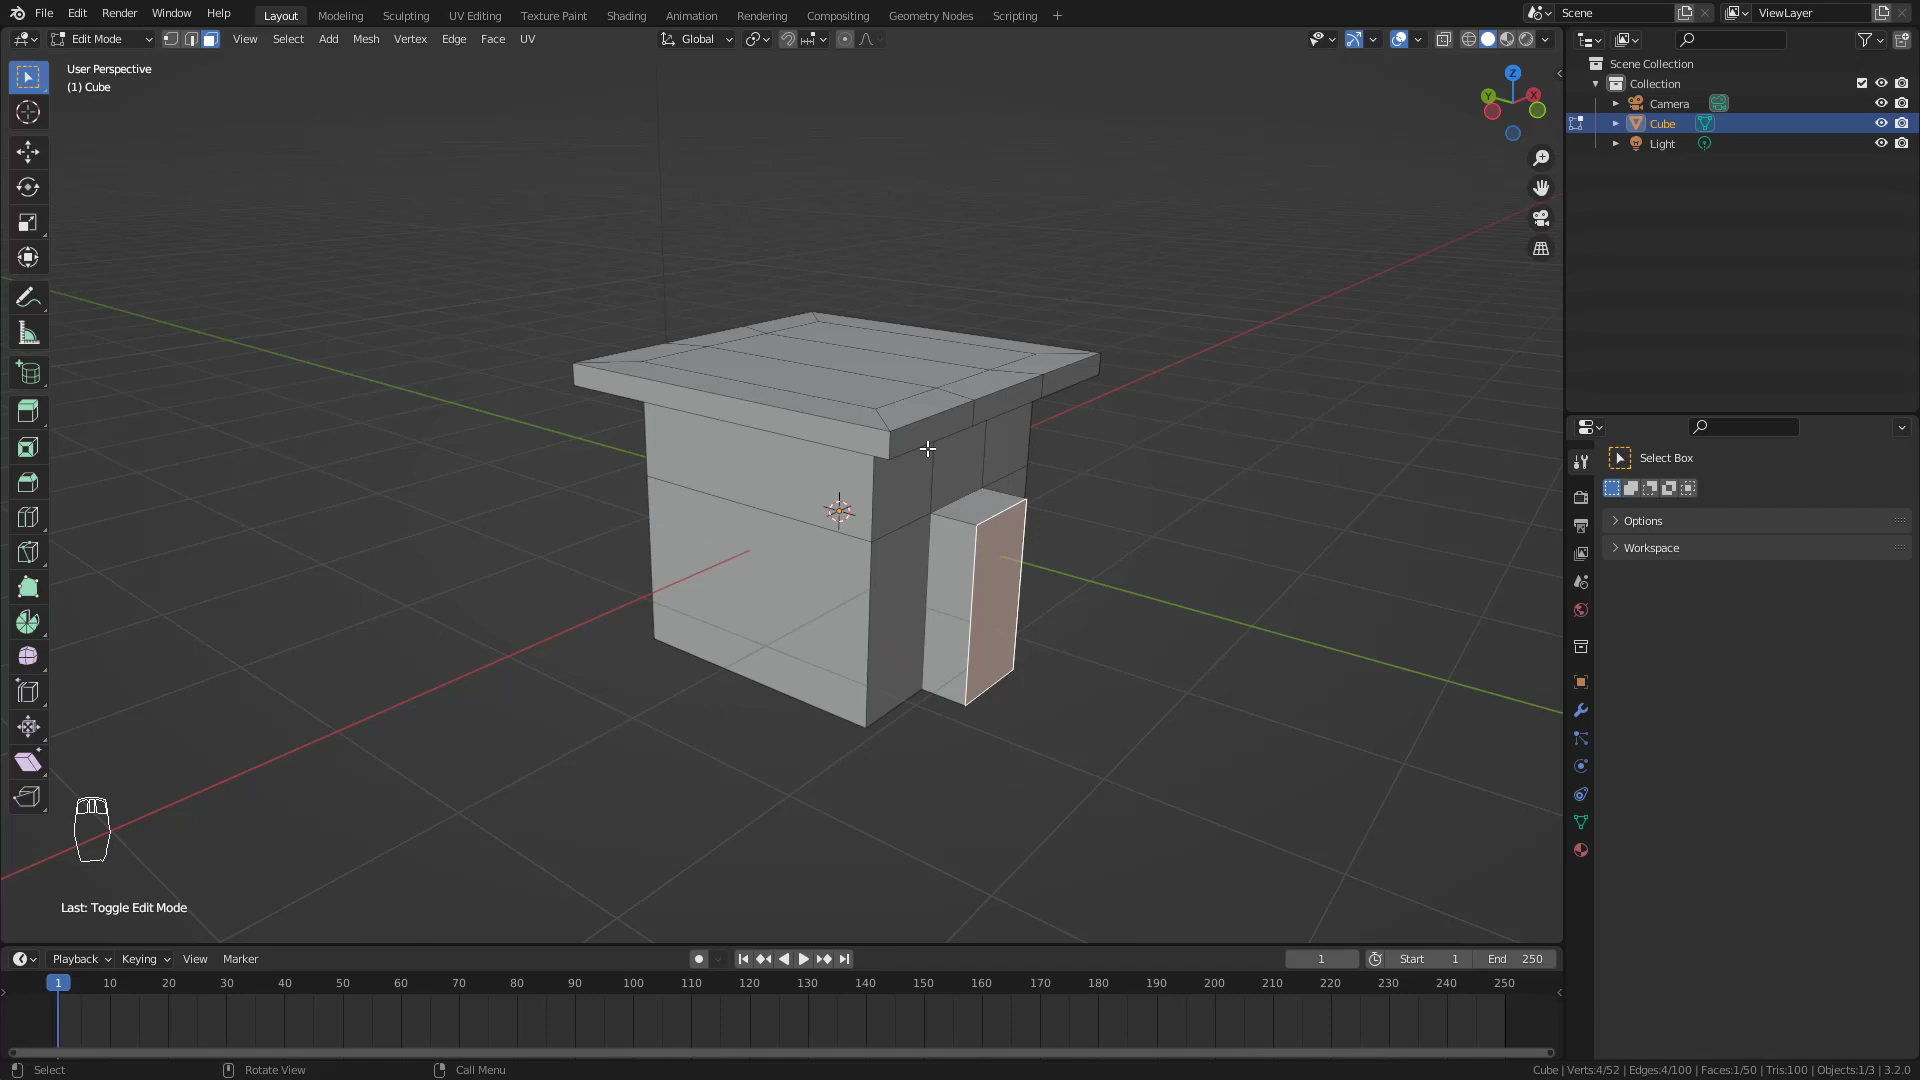 File Edit Render Window Help Layout Modeling Sculpting UV Editing Texture Paint Shading Animation Rendering Compositing Geometry Nodes Scripting + Scene ViewLayer
Edit Mode View Select Add Mesh Vertex Edge Face UV Global
User Perspective
(1) Cube
Z
Y
X
Scene Collection
Collection
Camera
Cube
Light
Select Box
Options
Workspace
Last: Toggle Edit Mode
Playback Keying View Marker 1 Start 1 End 250
1 10 20 30 40 50 60 70 80 90 100 110 120 130 140 150 160 170 180 190 200 210 220 230 240 250
Select Rotate View Call Menu Cube | Verts:4/52 | Edges:4/100 | Faces:1/50 | Tris:100 | Objects:1/3 | 3.2.0